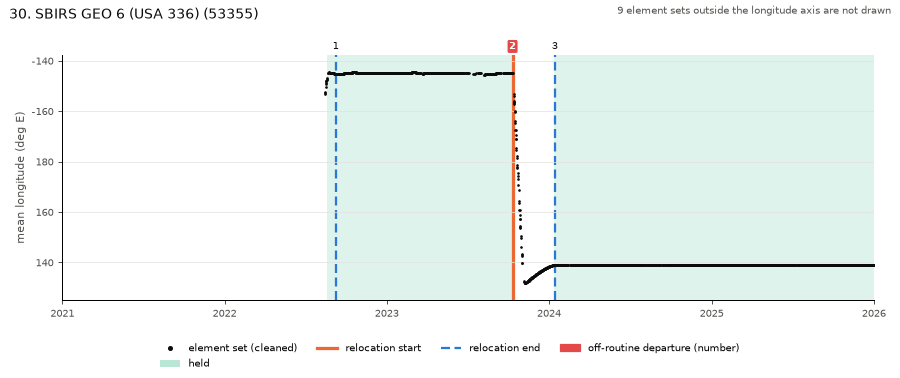 30. SBIRS GEO 6 (USA 336) (53355)
9 element sets outside the longitude axis are not drawn
1
2
3
-140
-160
180
160
140
mean longitude (deg E)
2021
2022
2023
2024
2025
2026
element set (cleaned)
relocation start
relocation end
off-routine departure (number)
held